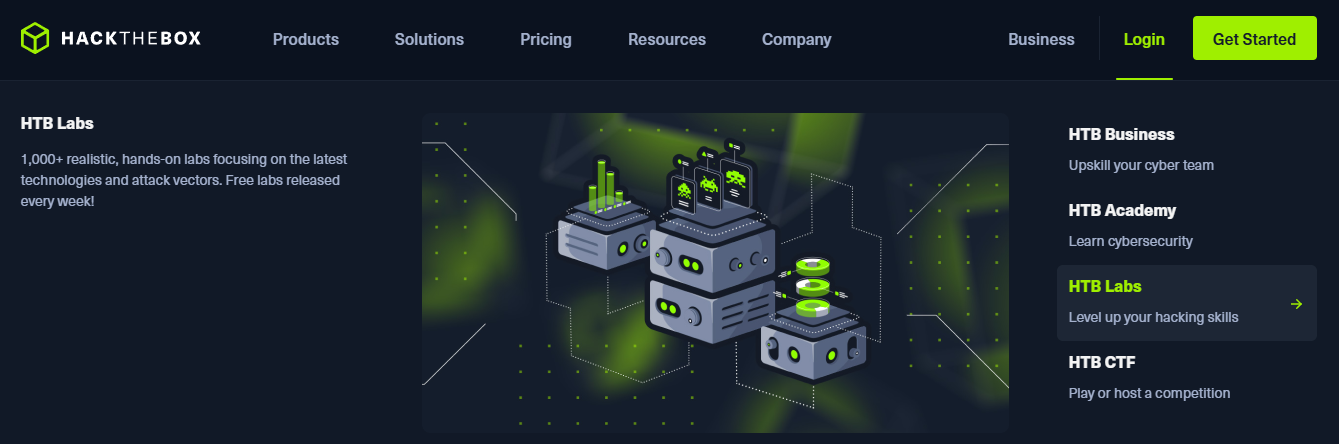 HACKTHEBOX
Products
Solutions
Pricing
Resources
Company
Business
Login
Get Started
HTB Labs
1,000+ realistic, hands-on labs focusing on the latest
technologies and attack vectors. Free labs released
every week!
HTB Business
Upskill your cyber team
HTB Academy
Learn cybersecurity
HTB Labs
Level up your hacking skills
HTB CTF
Play or host a competition